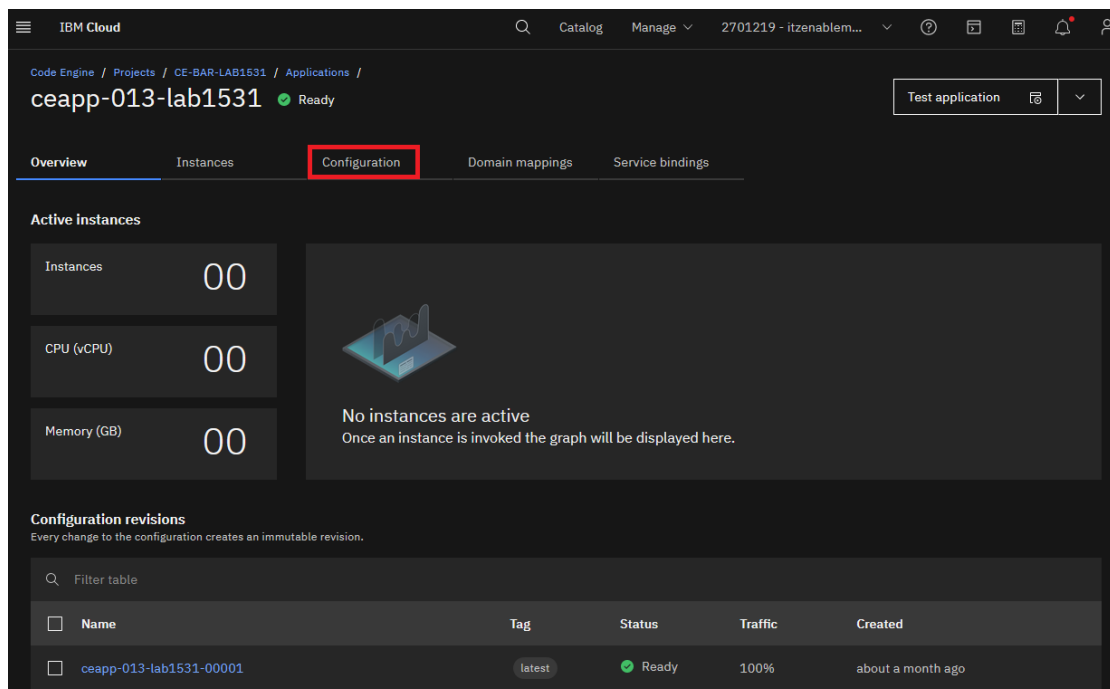 IBM Cloud Catalog Manage 2701219 - itzenablem...
Code Engine / Projects / CE-BAR-LAB1531 / Applications /
ceapp-013-lab1531 Ready
Test application
Overview Instances Configuration Domain mappings Service bindings
Active instances
Instances 00
CPU (vCPU) 00
Memory (GB) 00
No instances are active
Once an instance is invoked the graph will be displayed here.
Configuration revisions
Every change to the configuration creates an immutable revision.
Filter table
Name Tag Status Traffic Created
ceapp-013-lab1531-00001 latest Ready 100% about a month ago